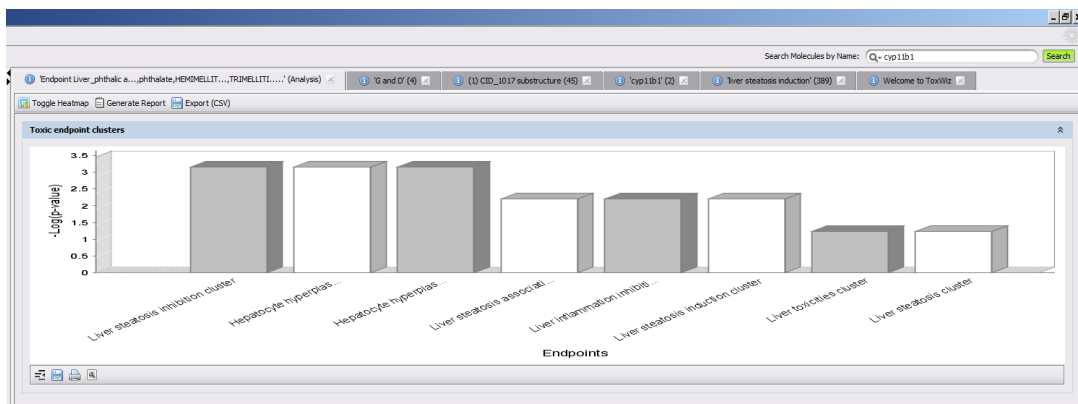 Search Molecules by Name: cyp11b1 Search
'Endpoint Liver_phthalic a...,phthalate,HEMIMELLIT...,TRIMELLITI.....' (Analysis) 'G and D' (4) (1) CID_1017 substructure (45) 'cyp11b1' (2) 'liver steatosis induction' (389) Welcome to ToxWiz
Toggle Heatmap Generate Report Export (CSV)
Toxic endpoint clusters
-Log(p-value)
3.5
3
2.5
2
1.5
1
0.5
0
Liver steatosis inhibition cluster
Hepatocyte hyperplas...
Hepatocyte hyperplas...
Liver steatosis associati...
Liver inflammation inhibiti...
Liver steatosis induction cluster
Liver toxicities cluster
Liver steatosis cluster
Endpoints